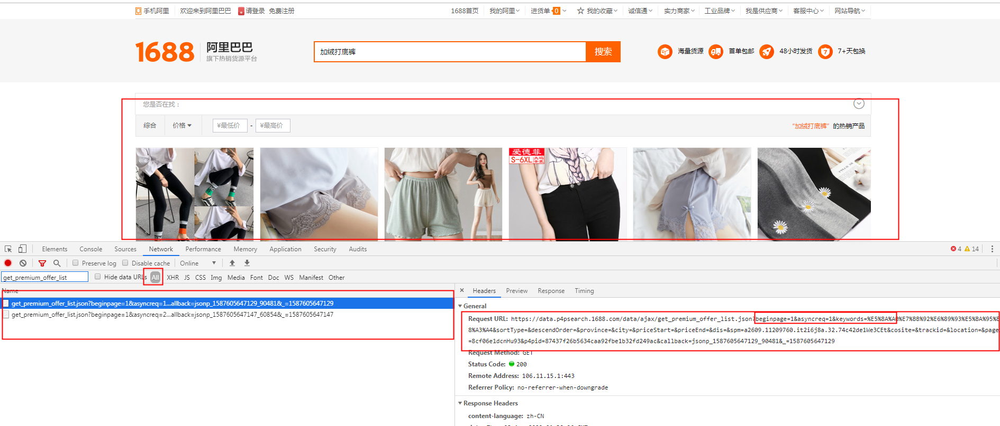 手机阿里 欢迎来到阿里巴巴 请登录 免费注册 1688首页 我的阿里 进货单 0 我的收藏 诚信通 实力商家 工业品牌 我是供应商 客服中心 网站导航
1688 阿里巴巴
旗下热销货源平台
加绒打底裤 搜索
海量货源 首单包邮 48小时发货 7 7+天包换
您是否在找：
综合 价格 ¥最低价 - ¥最高价 “加绒打底裤”的热销产品
爱德菲
S-6XL 大码女装
Elements Console Sources Network Performance Memory Application Security Audits 4 14
Preserve log Disable cache Online
get_premium_offer_list Hide data URLs All XHR JS CSS Img Media Font Doc WS Manifest Other
Name
get_premium_offer_list.json?beginpage=1&asyncreq=1...allback=jsonp_1587605647129_90481&_=1587605647129
get_premium_offer_list.json?beginpage=1&asyncreq=2...allback=jsonp_1587605647147_60854&_=1587605647147
× Headers Preview Response Timing
General
Request URL: https://data.p4psearch.1688.com/data/ajax/get_premium_offer_list.json?beginpage=1&asyncreq=1&keywords=%E5%8A%A0%E7%BB%92%E6%89%93%E5%BA%95%E
8%A3%A4&sortType=&descendOrder=&province=&city=&priceStart=&priceEnd=&dis=&spm=a2609.11209760.it2i6j8a.32.74c42de1We3CEt&cosite=&trackid=&location=&page
=8cf06e1dcnHu93&p4pid=87437f26b5634caa92fbe1b32fd249ac&callback=jsonp_1587605647129_90481&_=1587605647129
Request Method: GET
Status Code: 200
Remote Address: 106.11.15.1:443
Referrer Policy: no-referrer-when-downgrade
Response Headers
content-language: zh-CN